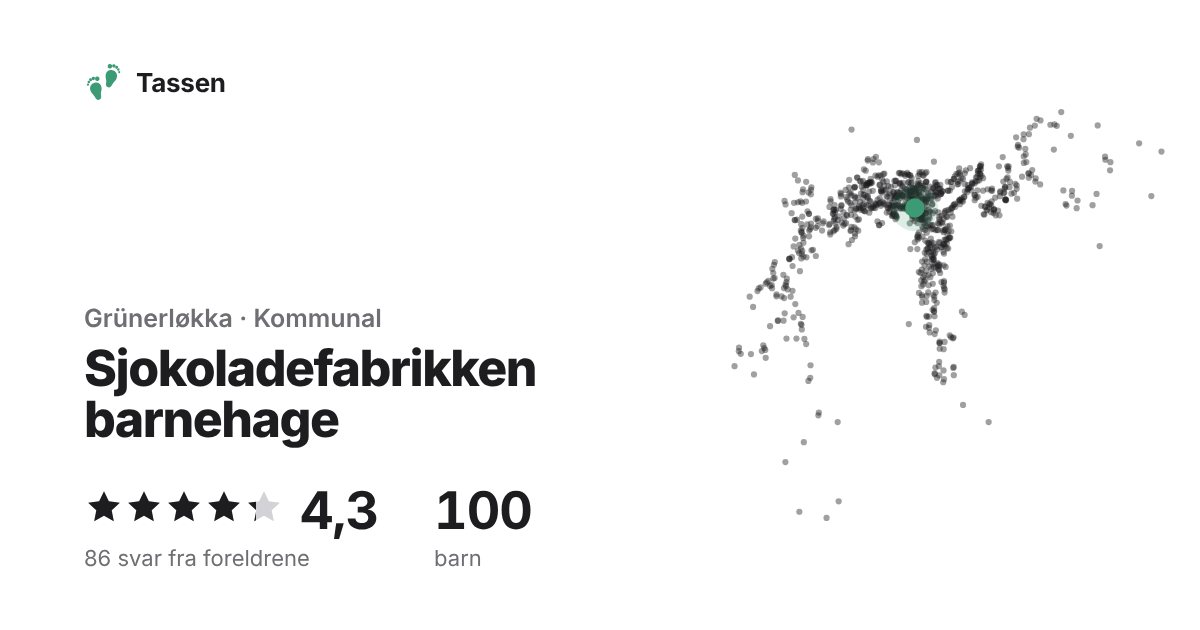 Tassen
Grünerløkka · Kommunal
Sjokoladefabrikken
barnehage
4,3
100
86 svar fra foreldrene
barn